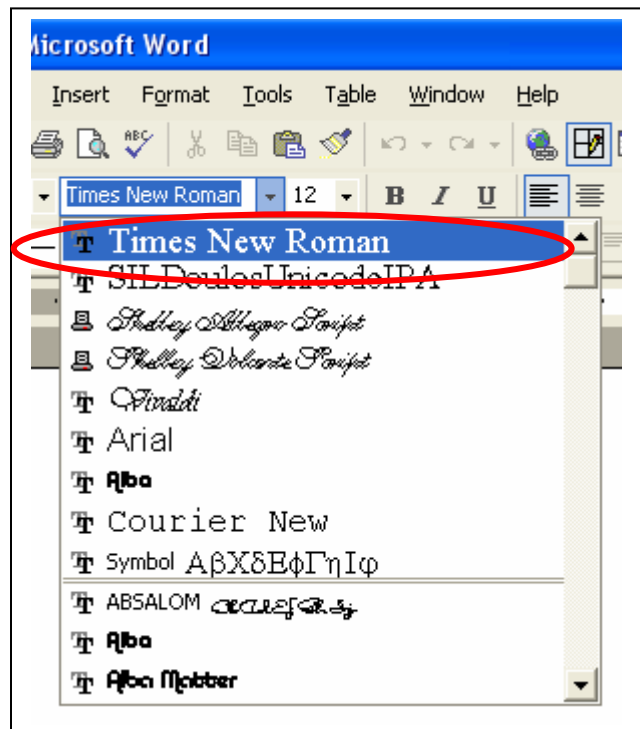 Microsoft Word
Insert Format Tools Table Window Help
ABC
Times New Roman 12 B I U
Times New Roman
SILDoulosUnicodeIPA
Shelley Allegro Script
Shelley Volante Script
Vivaldi
Arial
Alba
Courier New
Symbol ΑβΧδΕϕΓηΙφ
ABSALOM
Alba
Alba Matter